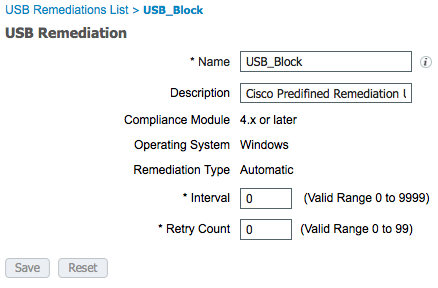 USB Remediations List > USB_Block
USB Remediation
* Name USB_Block
Description Cisco Predifined Remediation
Compliance Module 4.x or later
Operating System Windows
Remediation Type Automatic
* Interval 0 (Valid Range 0 to 9999)
* Retry Count 0 (Valid Range 0 to 99)
Save Reset